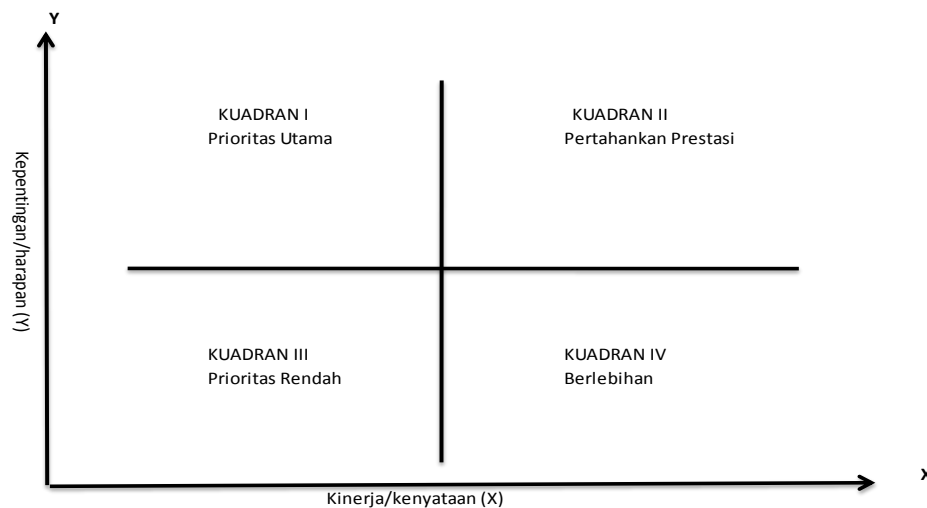 Y
KUADRAN I
Prioritas Utama
KUADRAN II
Pertahankan Prestasi
Kepentingan/harapan (Y)
KUADRAN III
Prioritas Rendah
KUADRAN IV
Berlebihan
X
Kinerja/kenyataan (X)